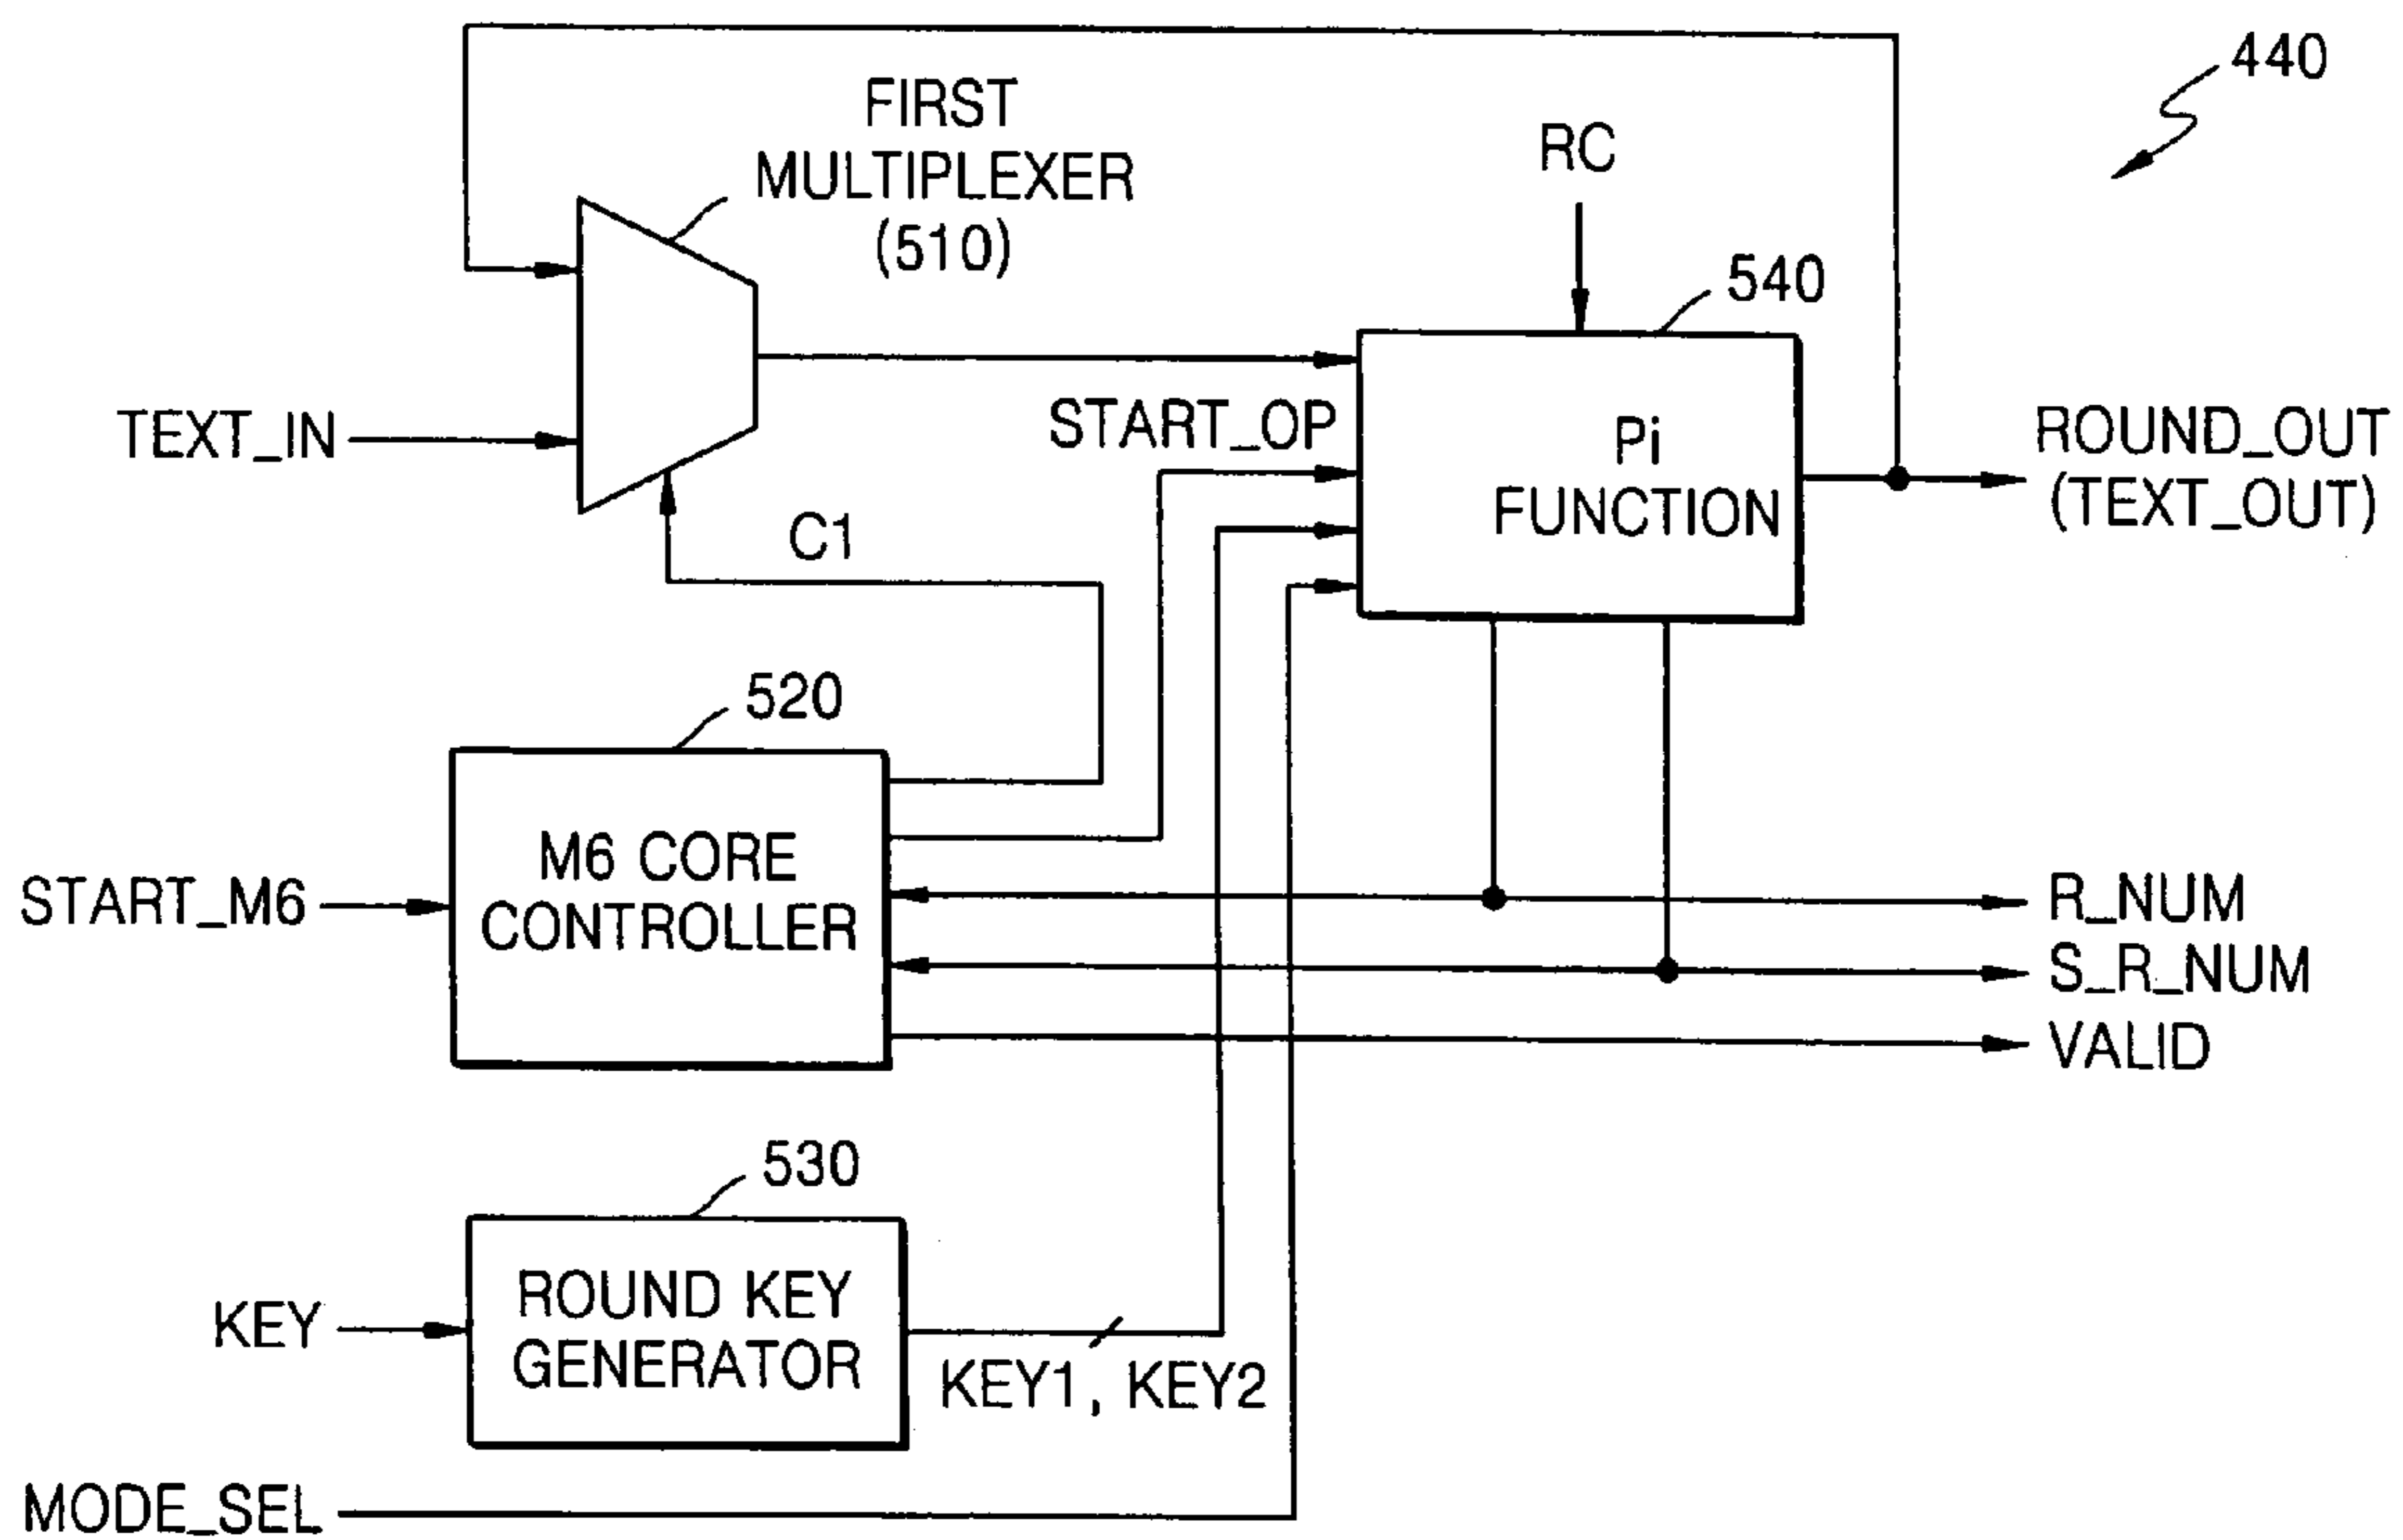 440
FIRST
MULTIPLEXER
(510)
RC
540
TEXT_IN
START_OP
Pi
FUNCTION
ROUND_OUT
(TEXT_OUT)
C1
520
M6 CORE
CONTROLLER
START_M6
R_NUM
S_R_NUM
VALID
530
ROUND KEY
GENERATOR
KEY
KEY1, KEY2
MODE_SEL